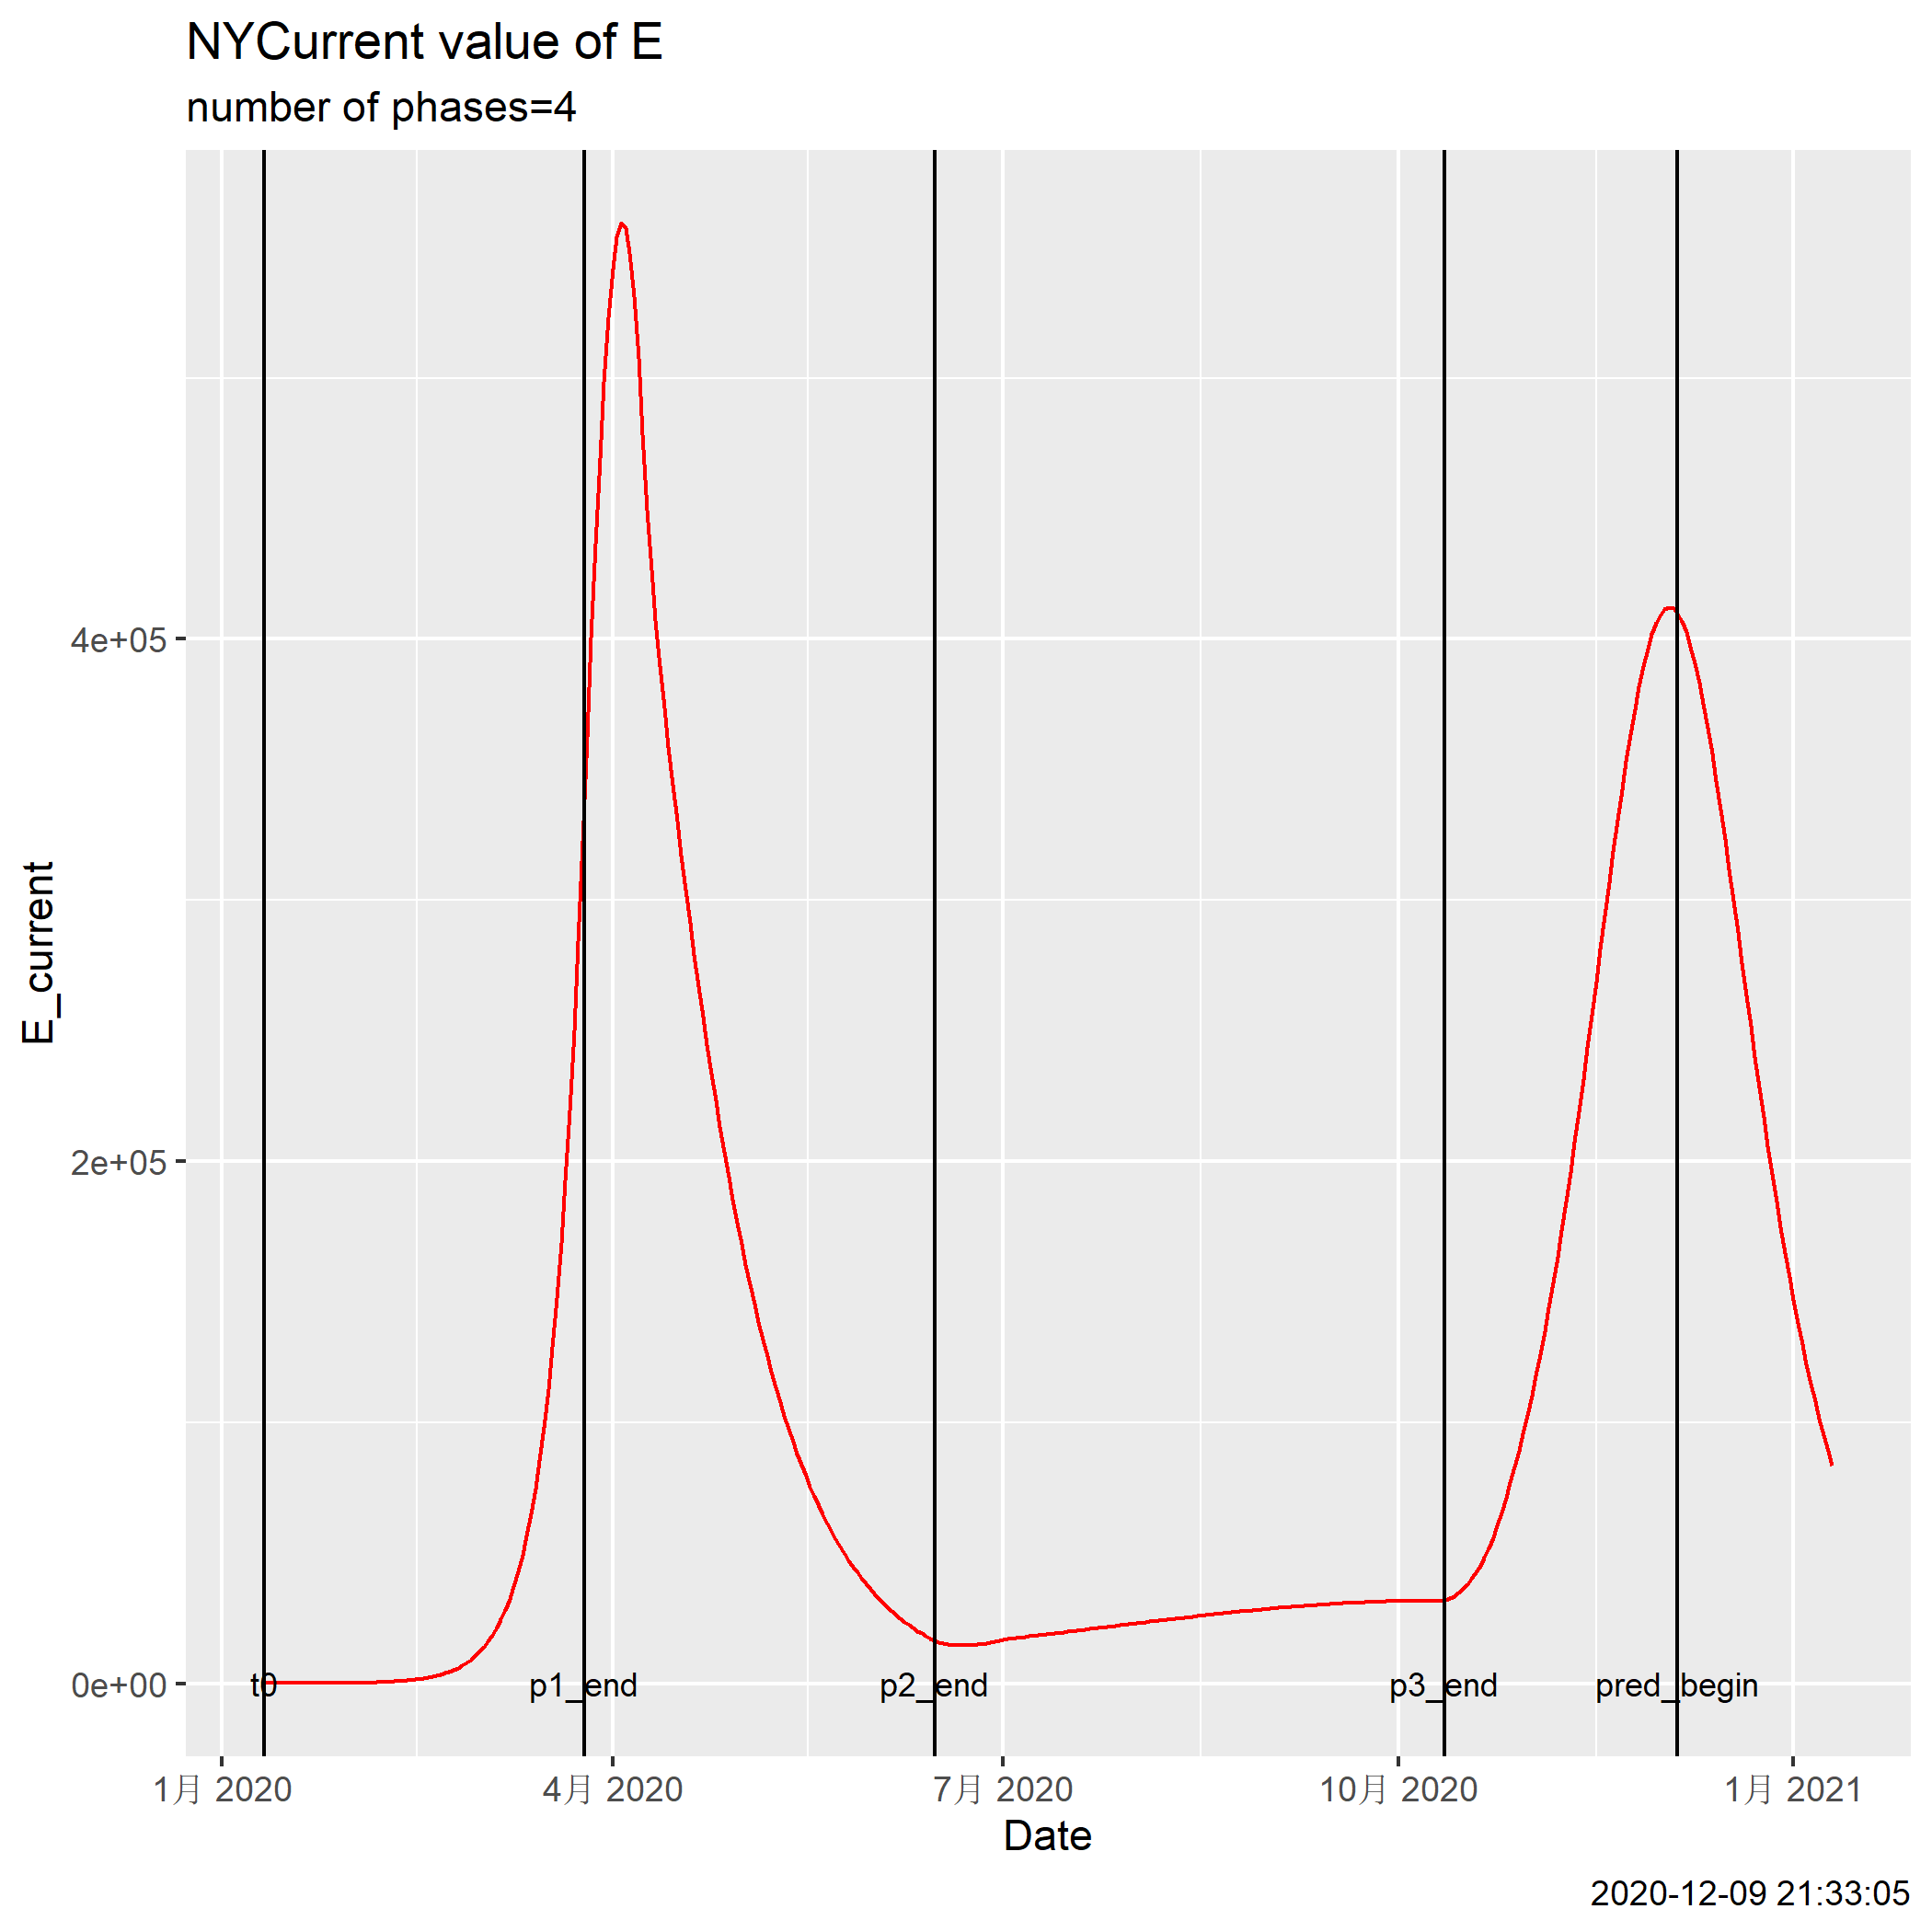 NYCurrent value of E
number of phases=4
E_current
4e+05
2e+05
0e+00
t0 p1_end p2_end p3_end pred_begin
1月 2020 4月 2020 7月 2020 10月 2020 1月 2021
Date
2020-12-09 21:33:05